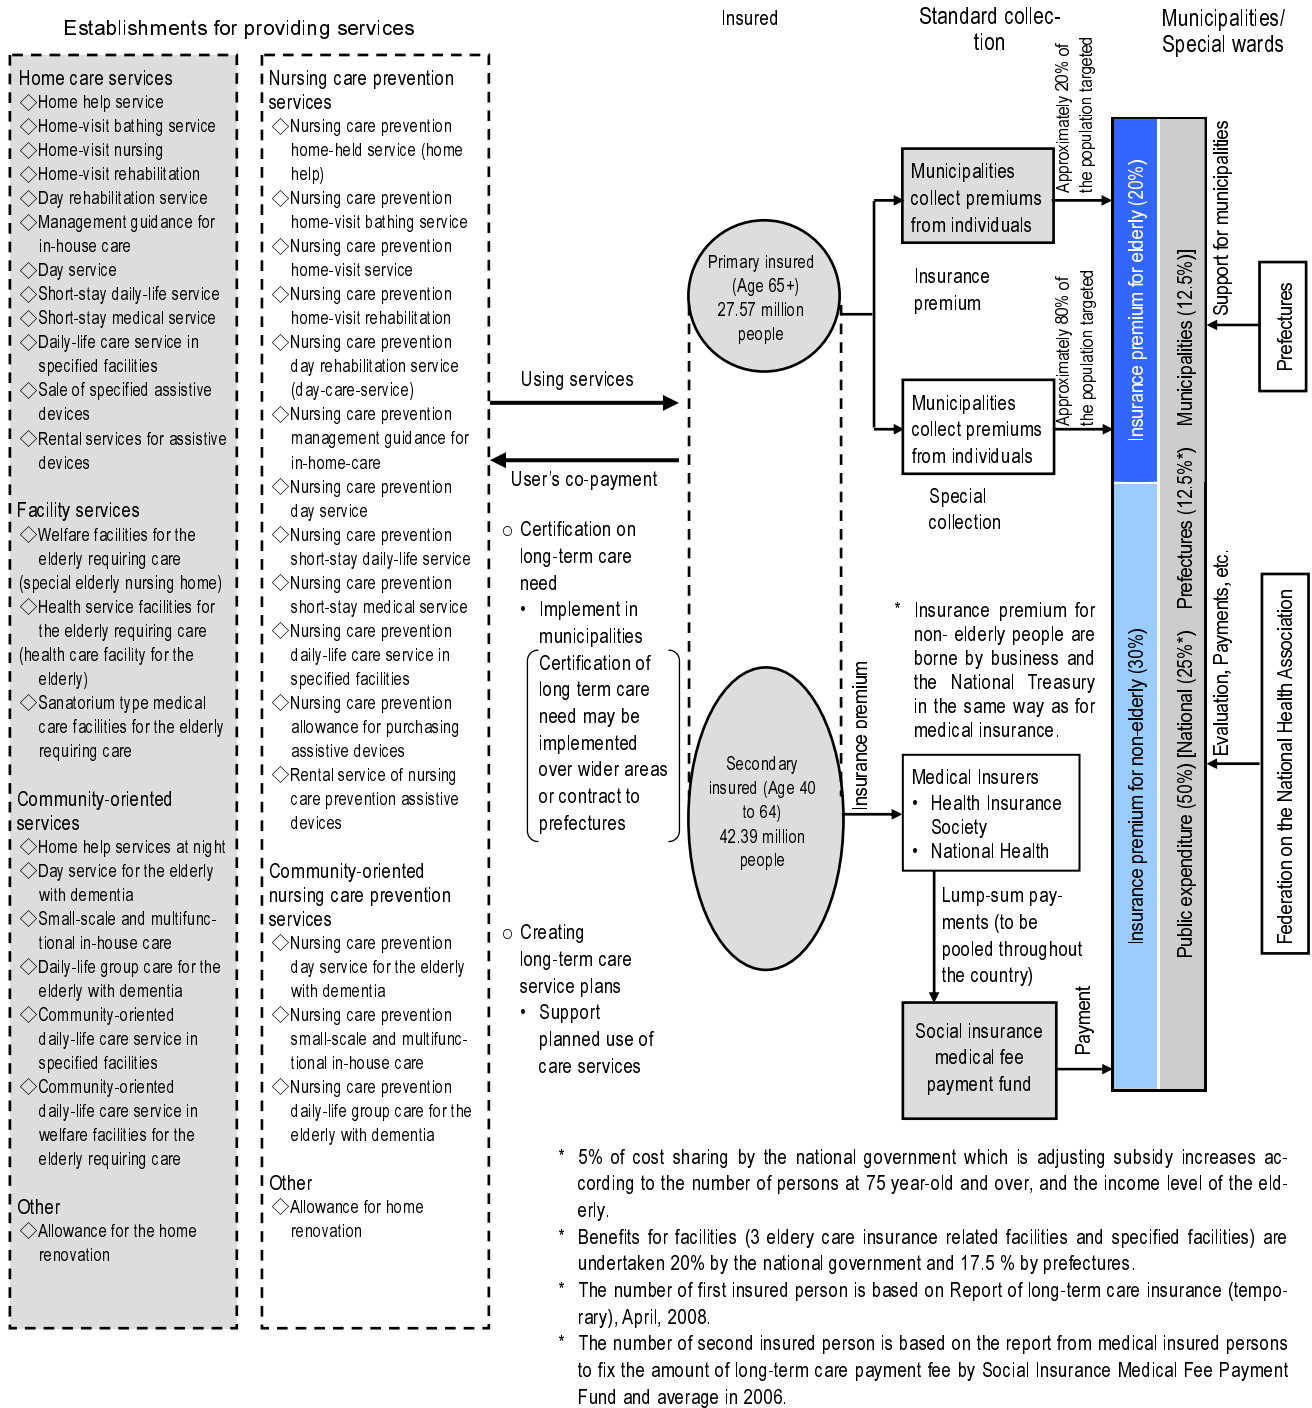 Establishments for providing services
Home care services
◇Home help service
◇Home-visit bathing service
◇Home-visit nursing
◇Home-visit rehabilitation
◇Day rehabilitation service
◇Management guidance for
in-house care
◇Day service
◇Short-stay daily-life service
◇Short-stay medical service
◇Daily-life care service in
specified facilities
◇Sale of specified assistive
devices
◇Rental services for assistive
devices
Facility services
◇Welfare facilities for the
elderly requiring care
(special elderly nursing home)
◇Health service facilities for
the elderly requiring care
(health care facility for the
elderly)
◇Sanatorium type medical
care facilities for the elderly
requiring care
Community-oriented
services
◇Home help services at night
◇Day service for the elderly
with dementia
◇Small-scale and multifunc-
tional in-house care
◇Daily-life group care for the
elderly with dementia
◇Community-oriented
daily-life care service in
specified facilities
◇Community-oriented
daily-life care service in
welfare facilities for the
elderly requiring care
Other
◇Allowance for the home
renovation
Nursing care prevention
services
◇Nursing care prevention
home-held service (home
help)
◇Nursing care prevention
home-visit bathing service
◇Nursing care prevention
home-visit service
◇Nursing care prevention
home-visit rehabilitation
◇Nursing care prevention
day rehabilitation service
(day-care-service)
◇Nursing care prevention
management guidance for
in-home-care
◇Nursing care prevention
day service
◇Nursing care prevention
short-stay daily-life service
◇Nursing care prevention
short-stay medical service
◇Nursing care prevention
daily-life care service in
specified facilities
◇Nursing care prevention
allowance for purchasing
assistive devices
◇Rental service of nursing
care prevention assistive
devices
Community-oriented
nursing care prevention
services
◇Nursing care prevention
day service for the elderly
with dementia
◇Nursing care prevention
small-scale and multifunc-
tional in-house care
◇Nursing care prevention
daily-life group care for the
elderly with dementia
Other
◇Allowance for home
renovation
Using services
User's co-payment
○ Certification on
long-term care
need
• Implement in
municipalities
Certification of
long term care
need may be
implemented
over wider areas
or contract to
prefectures
○ Creating
long-term care
service plans
• Support
planned use of
care services
Insured
Primary insured
(Age 65+)
27.57 million
people
Secondary
insured (Age 40
to 64)
42.39 million
people
Insurance premium
Standard collec-
tion
Municipalities
collect premiums
from individuals
Insurance
premium
Municipalities
collect premiums
from individuals
Special
collection
Approximately 20% of
the population targeted
Approximately 80% of
the population targeted
* Insurance premium for
non- elderly people are
borne by business and
the National Treasury
in the same way as for
medical insurance.
Medical Insurers
• Health Insurance
Society
• National Health
Lump-sum pay-
ments (to be
pooled throughout
the country)
Social insurance
medical fee
payment fund
Payment
Municipalities/
Special wards
Insurance premium for elderly (20%)
Insurance premium for non-elderly (30%)
Public expenditure (50%) [National (25%*) Prefectures (12.5%*) Municipalities (12.5%)]
Support for municipalities
Prefectures
Evaluation, Payments, etc.
Federation on the National Health Association
* 5% of cost sharing by the national government which is adjusting subsidy increases ac-
cording to the number of persons at 75 year-old and over, and the income level of the eld-
erly.
* Benefits for facilities (3 eldery care insurance related facilities and specified facilities) are
undertaken 20% by the national government and 17.5 % by prefectures.
* The number of first insured person is based on Report of long-term care insurance (tempo-
rary), April, 2008.
* The number of second insured person is based on the report from medical insured persons
to fix the amount of long-term care payment fee by Social Insurance Medical Fee Payment
Fund and average in 2006.